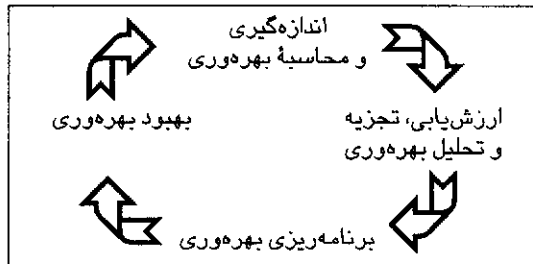 اندازه‌گیری
و محاسبهٔ بهره‌وری
ارزش‌یابی، تجزیه
و تحلیل بهره‌وری
برنامه‌ریزی بهره‌وری
بهبود بهره‌وری